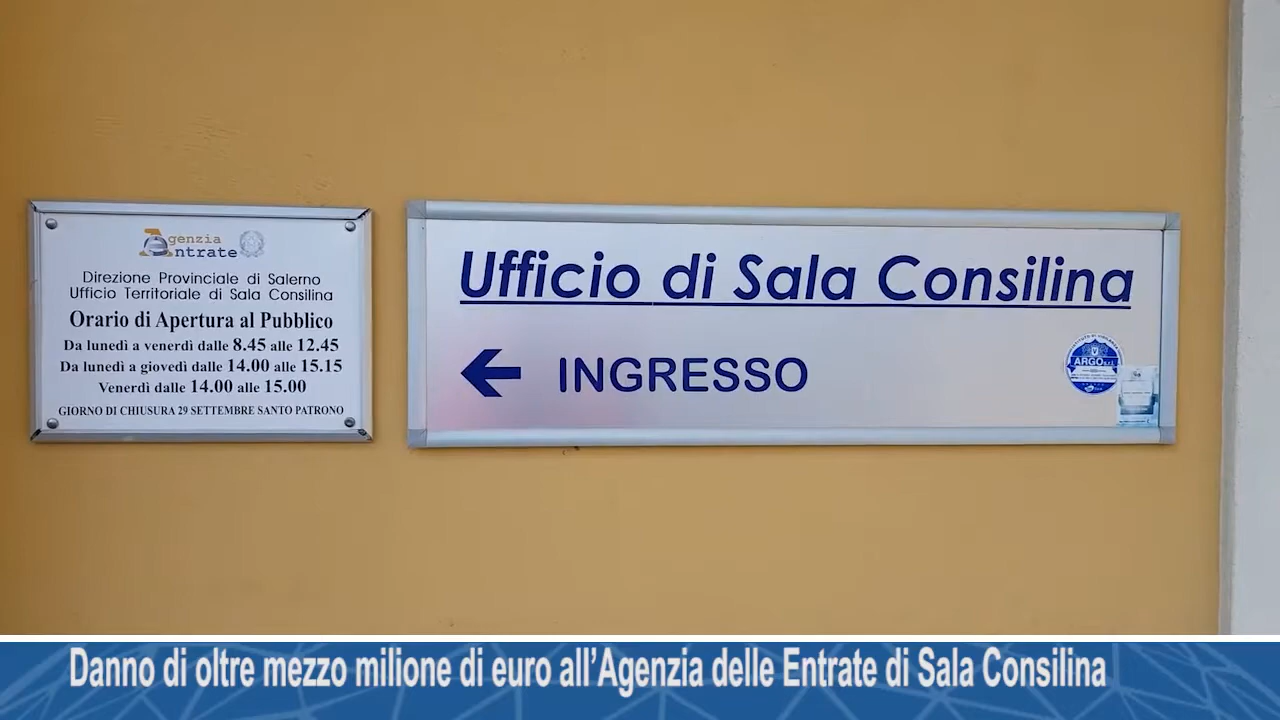 Agenzia
Entrate
Direzione Provinciale di Salerno
Ufficio Territoriale di Sala Consilina
Orario di Apertura al Pubblico
Da lunedì a venerdì dalle 8.45 alle 12.45
Da lunedì a giovedì dalle 14.00 alle 15.15
Venerdì dalle 14.00 alle 15.00
GIORNO DI CHIUSURA 29 SETTEMBRE SANTO PATRONO
Ufficio di Sala Consilina
INGRESSO
ARGO
Danno di oltre mezzo milione di euro all'Agenzia delle Entrate di Sala Consilina